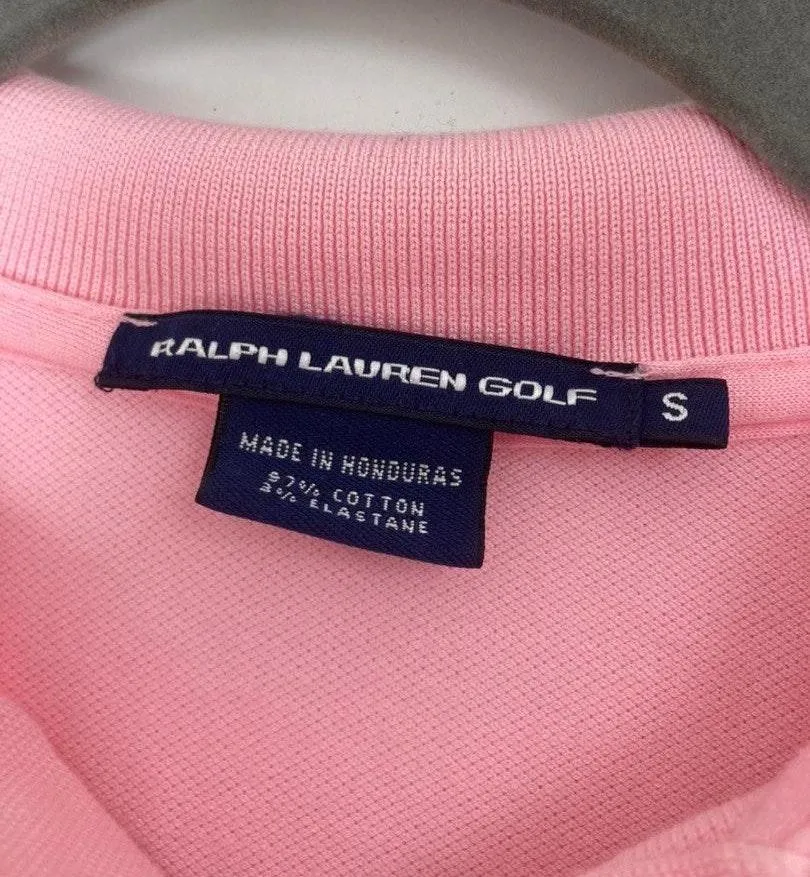 RALPH LAUREN GOLF S
MADE IN HONDURAS
97% COTTON
3% ELASTANE